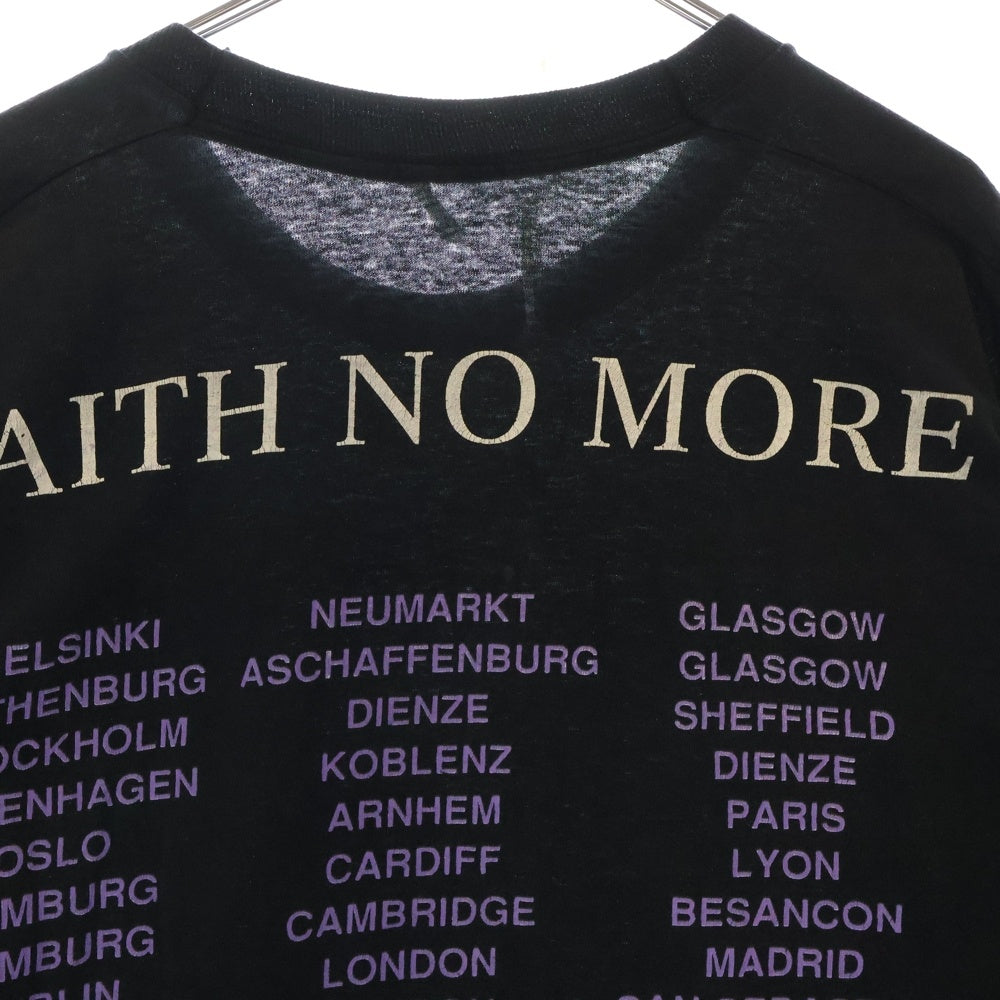 AITH NO MORE
ELSINKI
THENBURG
OCKHOLM
ENHAGEN
OSLO
MBURG
MBURG
RLIN
NEUMARKT
ASCHAFFENBURG
DIENZE
KOBLENZ
ARNHEM
CARDIFF
CAMBRIDGE
LONDON
GLASGOW
GLASGOW
SHEFFIELD
DIENZE
PARIS
LYON
BESANCON
MADRID